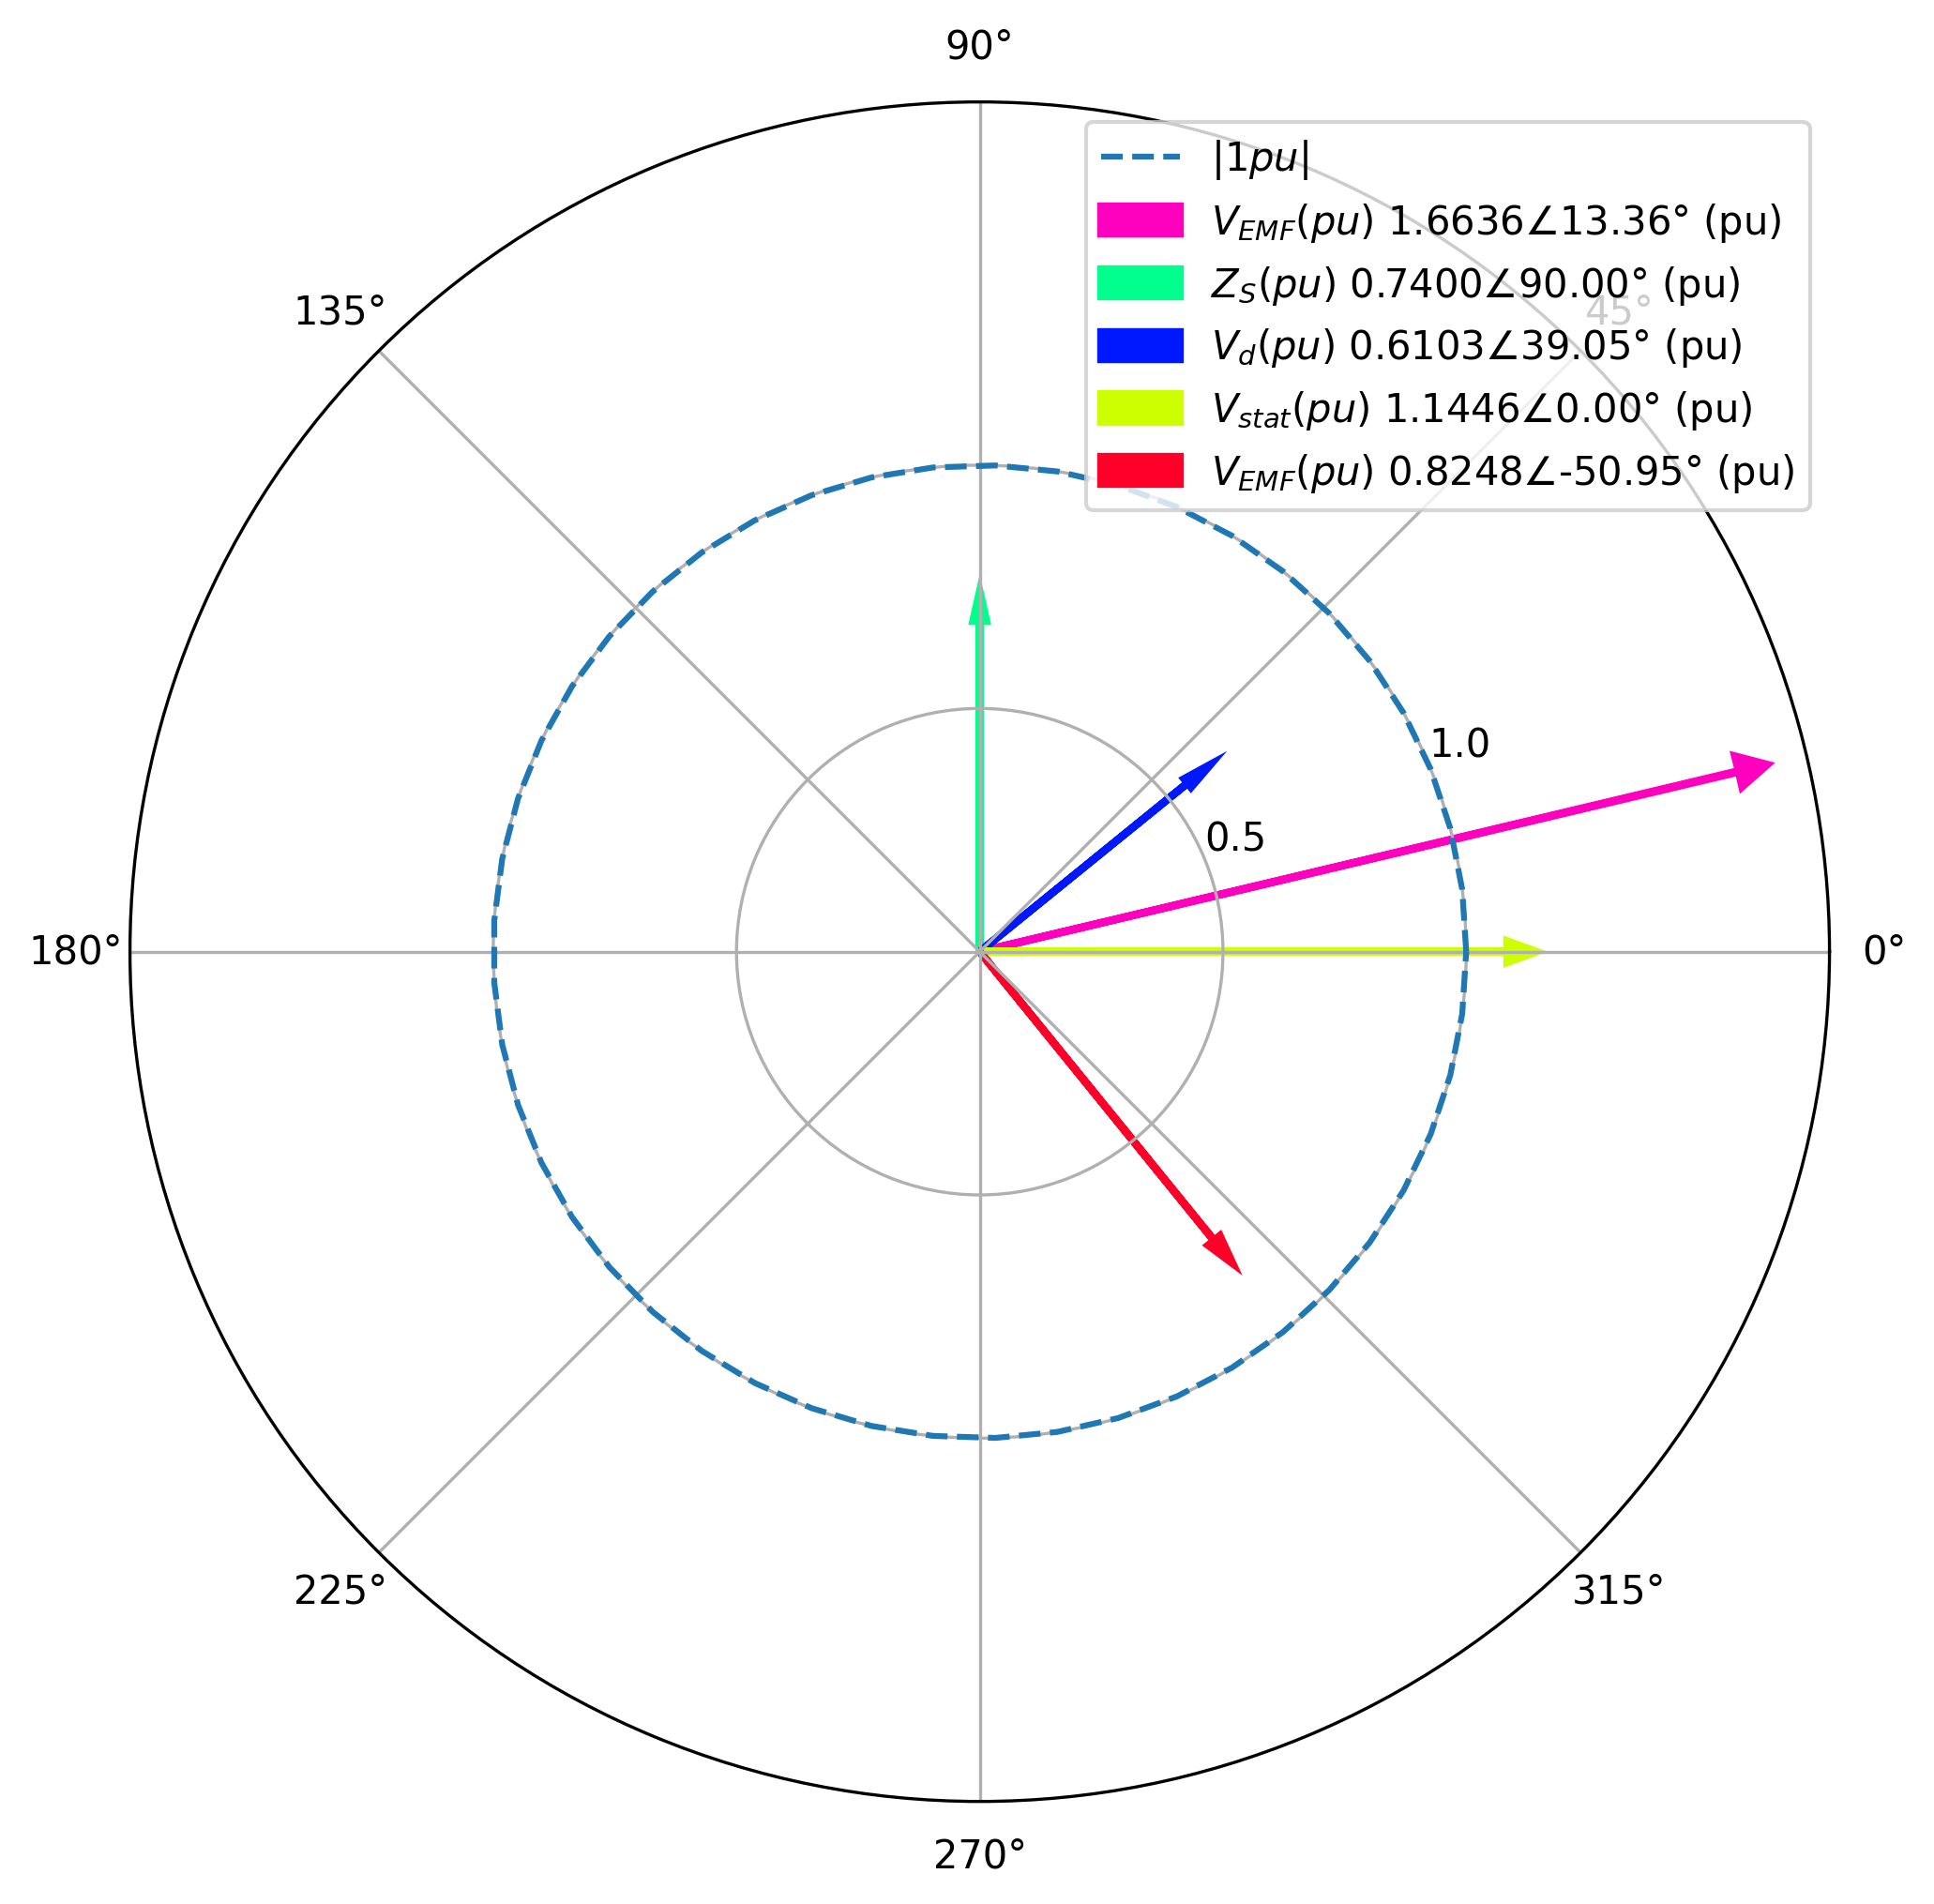 90°
|1pu|
V_EMF(pu) 1.6636∠13.36° (pu)
Z_S(pu) 0.7400∠90.00° (pu)
135°
45°
V_d(pu) 0.6103∠39.05° (pu)
V_stat(pu) 1.1446∠0.00° (pu)
V_EMF(pu) 0.8248∠-50.95° (pu)
1.0
0.5
180°
0°
225°
315°
270°